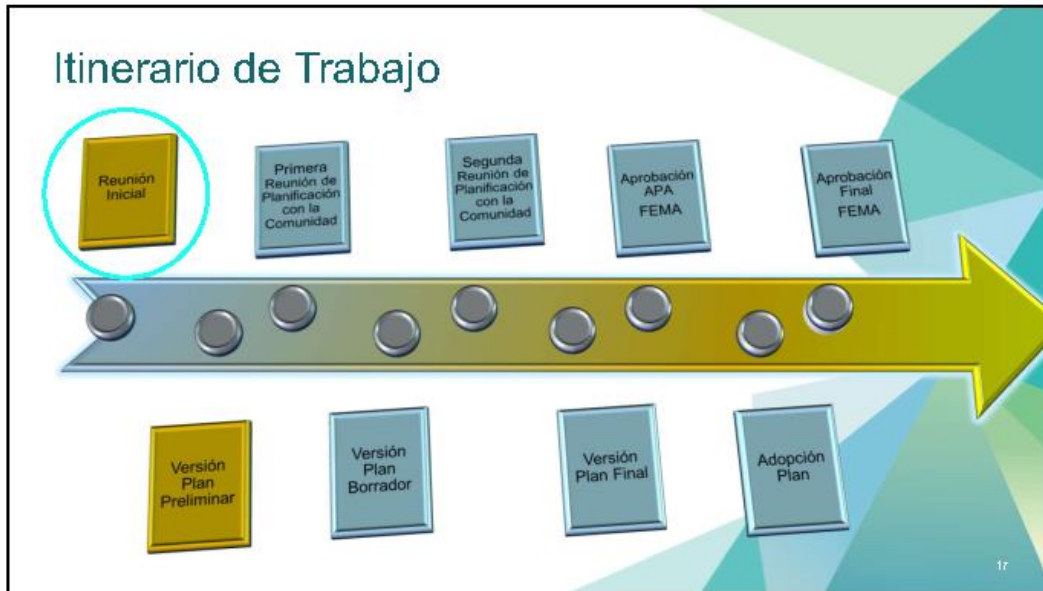 Itinerario de Trabajo
Reunión
Inicial
Primera
Reunión de
Planificación
con la
Comunidad
Segunda
Reunión de
Planificación
con la
Comunidad
Aprobación
APA
FEMA
Aprobación
Final
FEMA
Versión
Plan
Preliminar
Versión
Plan
Borrador
Versión
Plan Final
Adopción
Plan